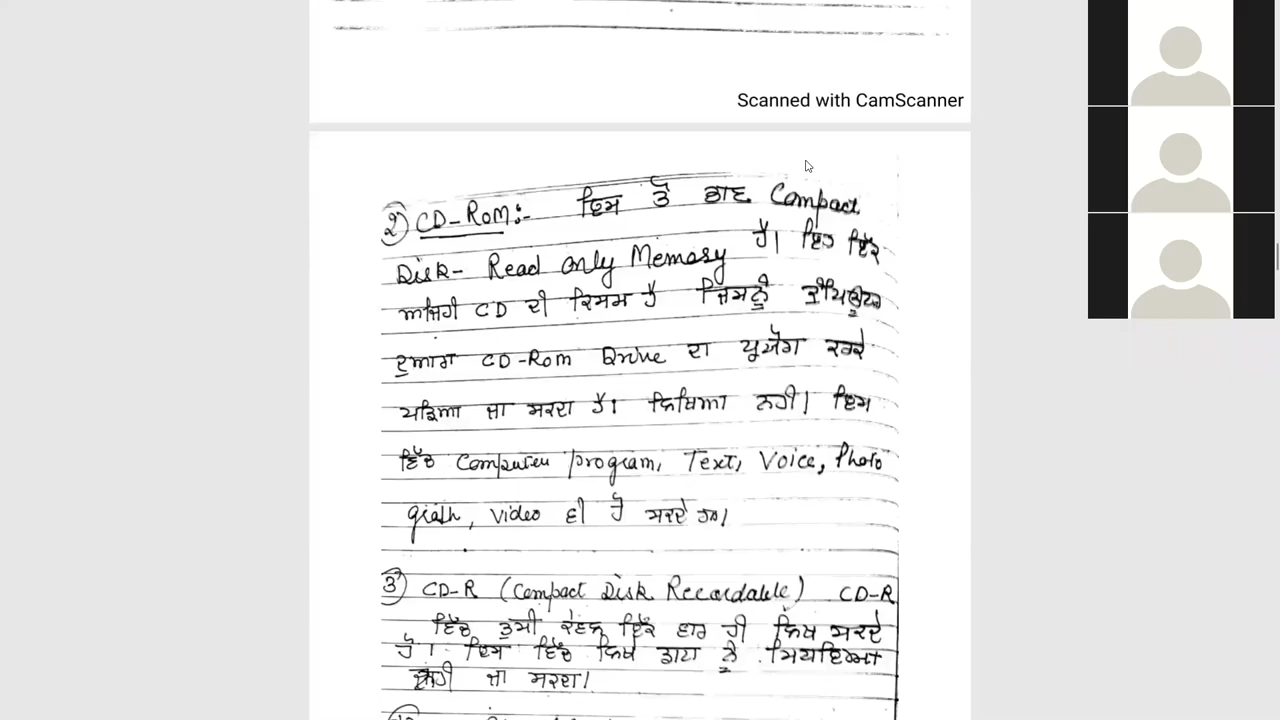 Scanned with CamScanner
2) CD-Rom:- ਇਸ ਤੋਂ ਭਾਵ Compact
Disk- Read only Memory ਹੈ। ਇਹ ਇੱਕ
ਅਜਿਹੀ CD ਦੀ ਕਿਸਮ ਹੈ ਜਿਸਨੂੰ ਕੰਪਿਊਟਰ
ਦੁਆਰਾ CD-Rom Drive ਦਾ ਪ੍ਰਯੋਗ ਕਰਕੇ
ਪੜਿਆ ਜਾ ਸਕਦਾ ਹੈ। ਲਿਖਿਆ ਨਹੀ। ਇਸ
ਵਿੱਚ Computer program, Text, Voice, Photo
graph, video ਵੀ ਹੋ ਸਕਦੇ ਹਨ।
3) CD-R (Compact Disk Recordable) CD-R
ਵਿੱਚ ਤੁਸੀ ਕੇਵਲ ਇੱਕ ਵਾਰ ਹੀ ਲਿਖ ਸਕਦੇ
ਹੋ। ਇਸ ਵਿੱਚ ਲਿਖੇ ਡਾਟਾ ਨੂੰ ਮਿਟਾਇਆ
ਨਹੀ ਜਾ ਸਕਦਾ।